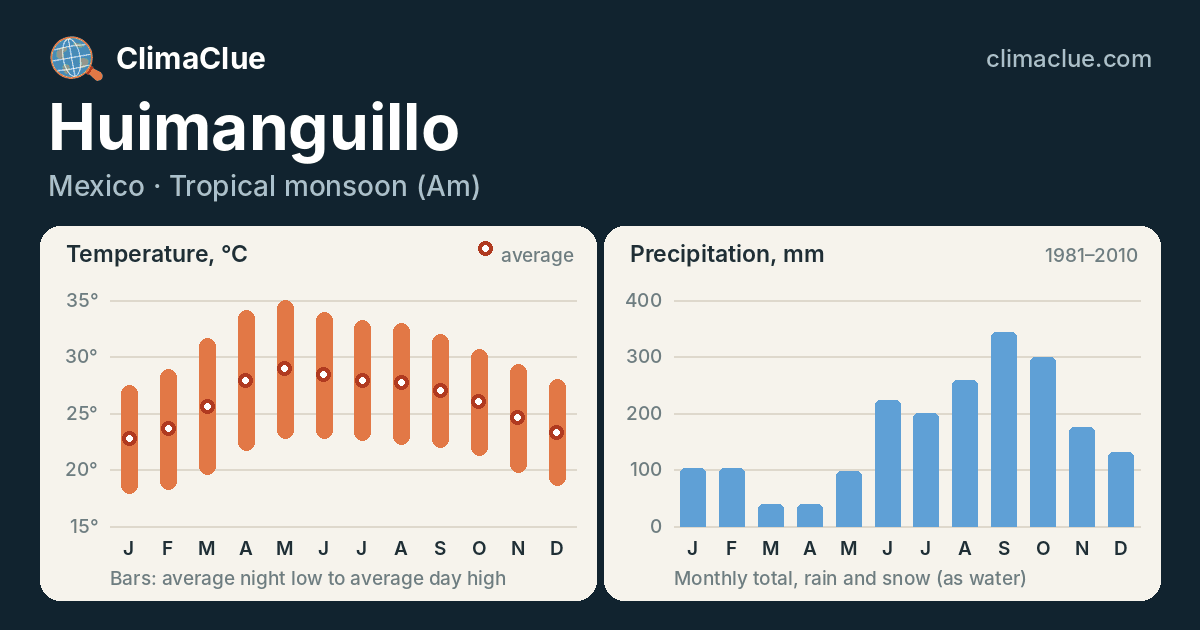 ClimaClue
climaclue.com
Huimanguillo
Mexico · Tropical monsoon (Am)
Temperature, °C
average
35°
30°
25°
20°
15°
J F M A M J J A S O N D
Bars: average night low to average day high
Precipitation, mm
1981–2010
400
300
200
100
0
J F M A M J J A S O N D
Monthly total, rain and snow (as water)